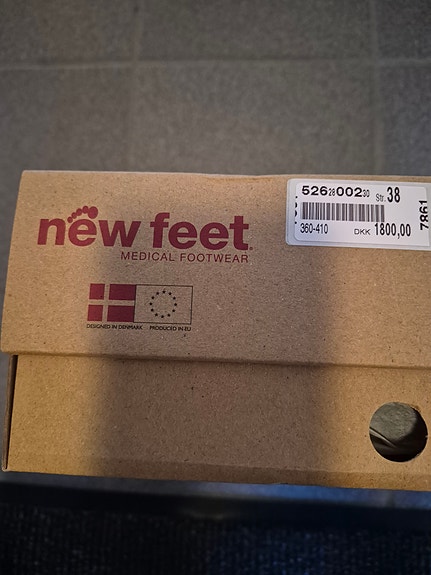 new feet
MEDICAL FOOTWEAR
DESIGNED IN DENMARK PRODUCED IN EU
526 28 002 30 Str. 38
360-410 DKK 1800,00
7861